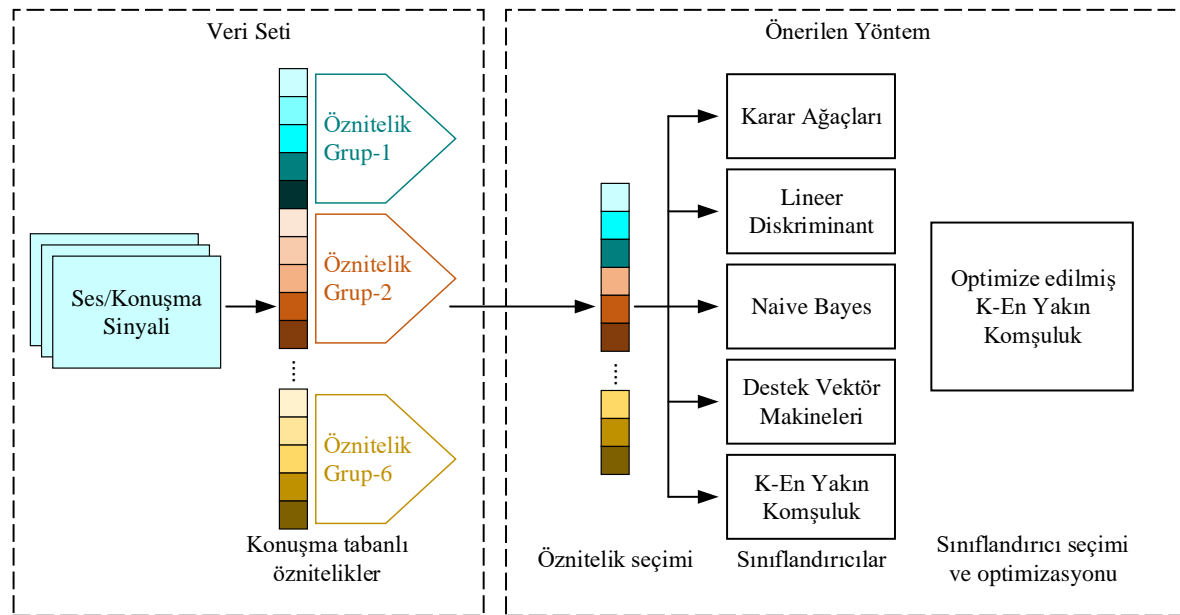 Veri Seti
Öznitelik
Grup-1
Öznitelik
Grup-2
Ses/Konuşma
Sinyali
Öznitelik
Grup-6
Konuşma tabanlı
öznitelikler
Önerilen Yöntem
Karar Ağaçları
Lineer
Diskriminant
Naive Bayes
Destek Vektör
Makineleri
K-En Yakın
Komşuluk
Optimize edilmiş
K-En Yakın
Komşuluk
Öznitelik seçimi
Sınıflandırıcılar
Sınıflandırıcı seçimi
ve optimizasyonu